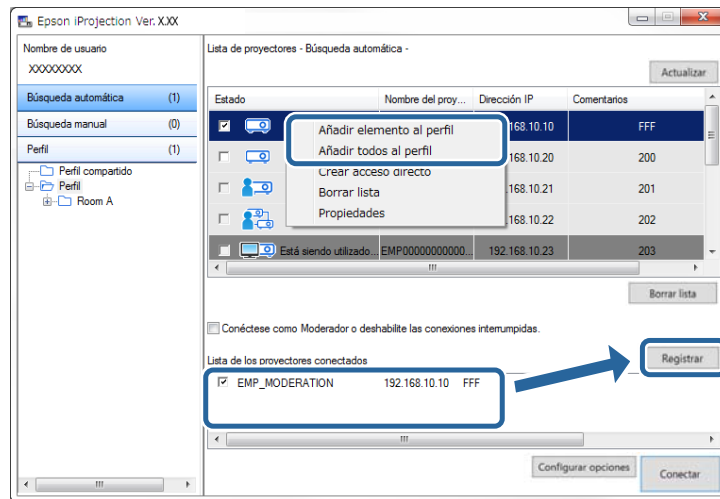 Epson iProjection Ver. X.XX
Nombre de usuario
XXXXXXXX
Búsqueda automática (1)
Búsqueda manual (0)
Perfil (1)
Perfil compartido
Perfil
Room A
Lista de proyectores - Búsqueda automática -
Actualizar
Estado Nombre del proy... Dirección IP Comentarios
168.10.10 FFF
168.10.20 200
168.10.21 201
168.10.22 202
Está siendo utilizado... EMP00000000000... 192.168.10.23 203
Añadir elemento al perfil
Añadir todos al perfil
Crear acceso directo
Borrar lista
Propiedades
Borrar lista
Conéctese como Moderador o deshabilite las conexiones interrumpidas.
Registrar
Lista de los proyectores conectados
EMP_MODERATION 192.168.10.10 FFF
Configurar opciones
Conectar